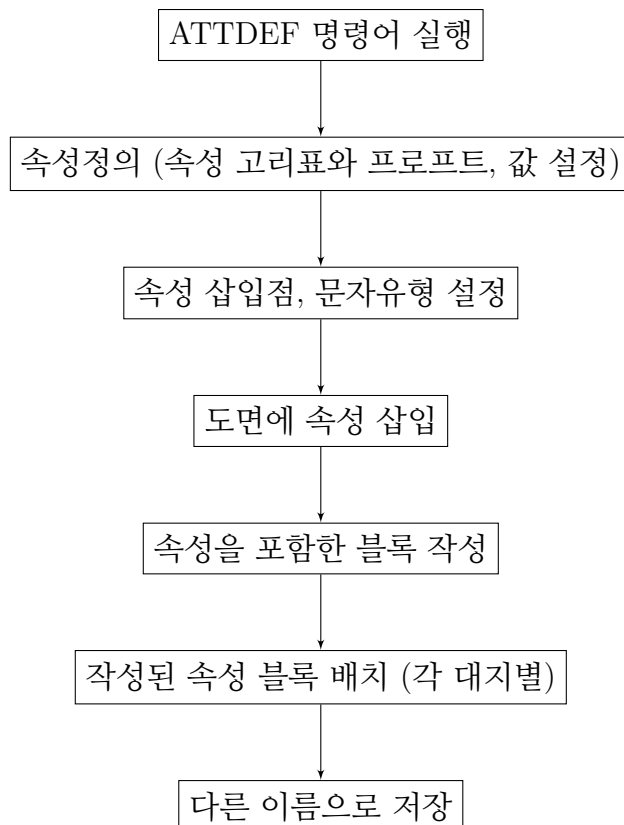 ATTDEF 명령어 실행
속성정의 (속성 고리표와 프로프트, 값 설정)
속성 삽입점, 문자유형 설정
도면에 속성 삽입
속성을 포함한 블록 작성
작성된 속성 블록 배치 (각 대지별)
다른 이름으로 저장